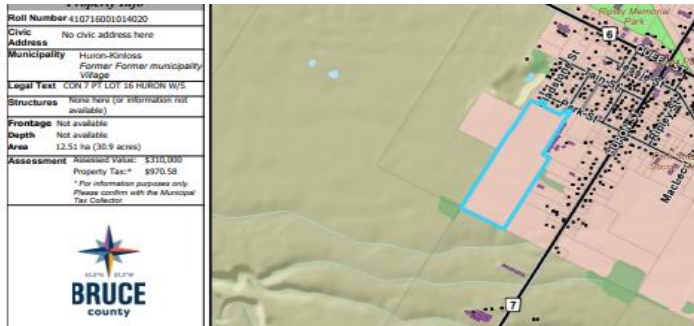 Property Info
Roll Number 410716001014020
Civic Address No civic address here
Municipality Huron-Kinloss
Former Former municipality Village
Legal Text CON 7 PT LOT 16 HURON W/S
Structures None here (or information not available)
Frontage Not available
Depth Not available
Area 12.51 ha (30.9 acres)
Assessment Assessed Value: $310,000
Property Tax:* $970.58
* For information purposes only.
Please confirm with the Municipal
Tax Collector.
BRUCE
county
Ripley Memorial
Park
6
Park St
7